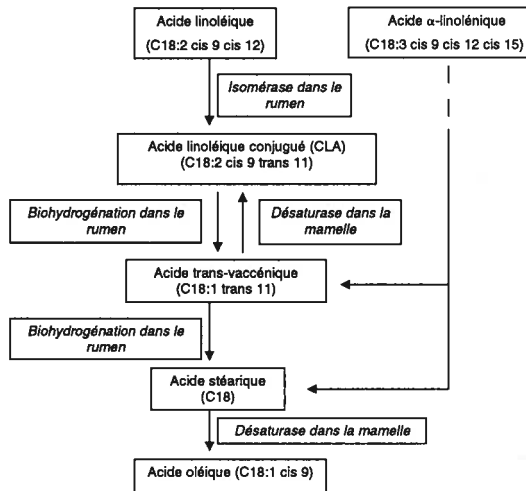 Acide linoléique
(C18:2 cis 9 cis 12)
Acide α-linolénique
(C18:3 cis 9 cis 12 cis 15)
Isomérase dans le
rumen
Acide linoléique conjugué (CLA)
(C18:2 cis 9 trans 11)
Biohydrogénation dans le
rumen
Désaturase dans la
mamelle
Acide trans-vaccénique
(C18:1 trans 11)
Biohydrogénation dans le
rumen
Acide stéarique
(C18)
Désaturase dans la mamelle
Acide oléique (C18:1 cis 9)